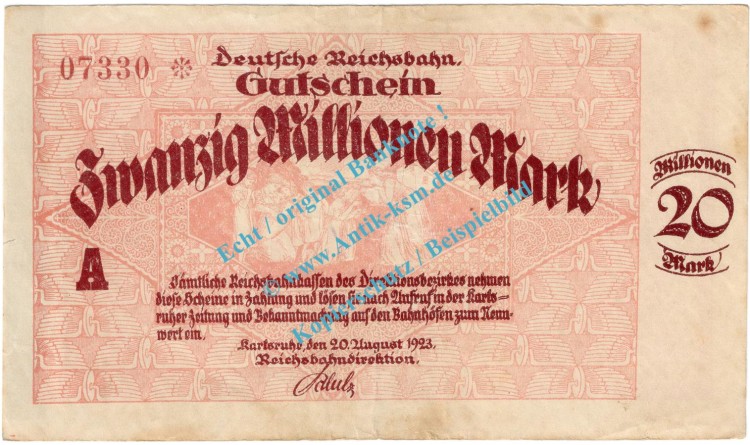 07330 *
Deutsche Reichsbahn.
Gutschein
Zwanzig Millionen Mark
Millionen
20
Mark
A
Sämtliche Reichsbahnkassen des Direktionsbezirkes nehmen
diese Scheine in Zahlung und lösen sie nach Aufruf in der Karls=
ruher Zeitung und Bekanntmachung auf den Bahnhöfen zum Nenn=
wert ein.
Karlsruhe, den 20. August 1923.
Reichsbahndirektion.
Schulz
Echt / original Banknote !
© www.Antik-ksm.de
Kopierschutz / Beispielbild